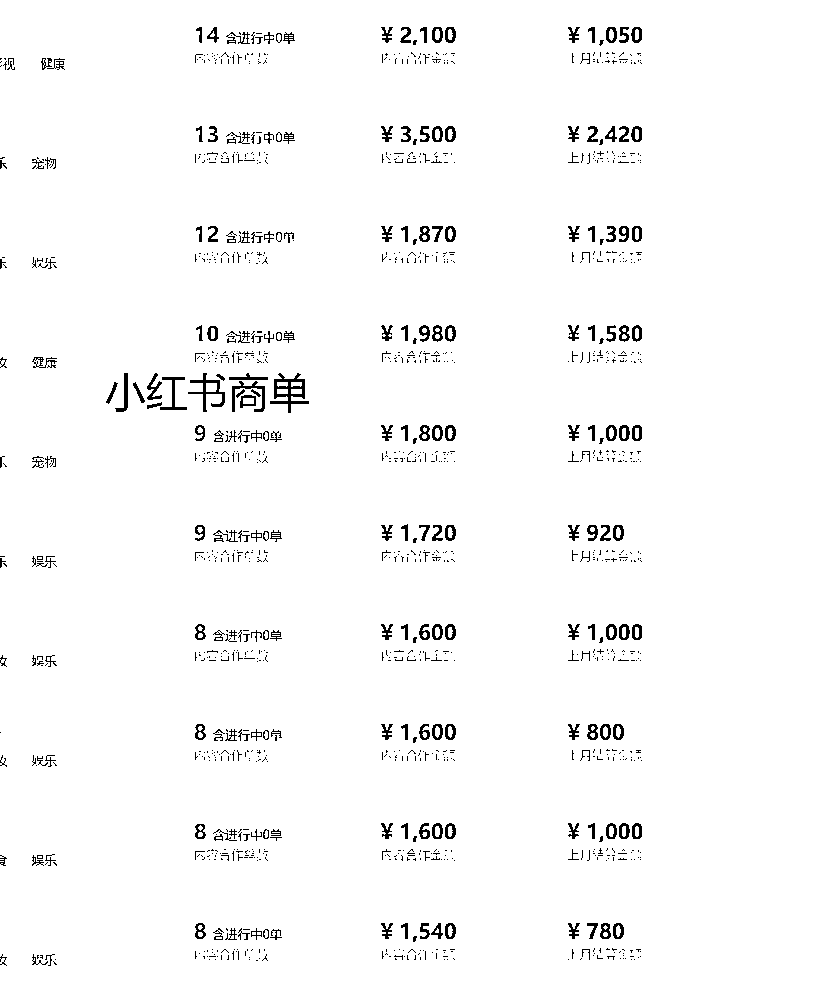 14 含进行中0单 ¥ 2,100 ¥ 1,050
内容合作单数 内容合作金额 上月结算金额
健康
13 含进行中0单 ¥ 3,500 ¥ 2,420
内容合作单数 内容合作金额 上月结算金额
乐 宠物
12 含进行中0单 ¥ 1,870 ¥ 1,390
内容合作单数 内容合作金额 上月结算金额
乐 娱乐
10 含进行中0单 ¥ 1,980 ¥ 1,580
内容合作单数 内容合作金额 上月结算金额
健康
小红书商单
9 含进行中0单 ¥ 1,800 ¥ 1,000
内容合作单数 内容合作金额 上月结算金额
乐 宠物
9 含进行中0单 ¥ 1,720 ¥ 920
内容合作单数 内容合作金额 上月结算金额
乐 娱乐
8 含进行中0单 ¥ 1,600 ¥ 1,000
内容合作单数 内容合作金额 上月结算金额
娱乐
8 含进行中0单 ¥ 1,600 ¥ 800
内容合作单数 内容合作金额 上月结算金额
娱乐
8 含进行中0单 ¥ 1,600 ¥ 1,000
内容合作单数 内容合作金额 上月结算金额
食 娱乐
8 含进行中0单 ¥ 1,540 ¥ 780
内容合作单数 内容合作金额 上月结算金额
娱乐